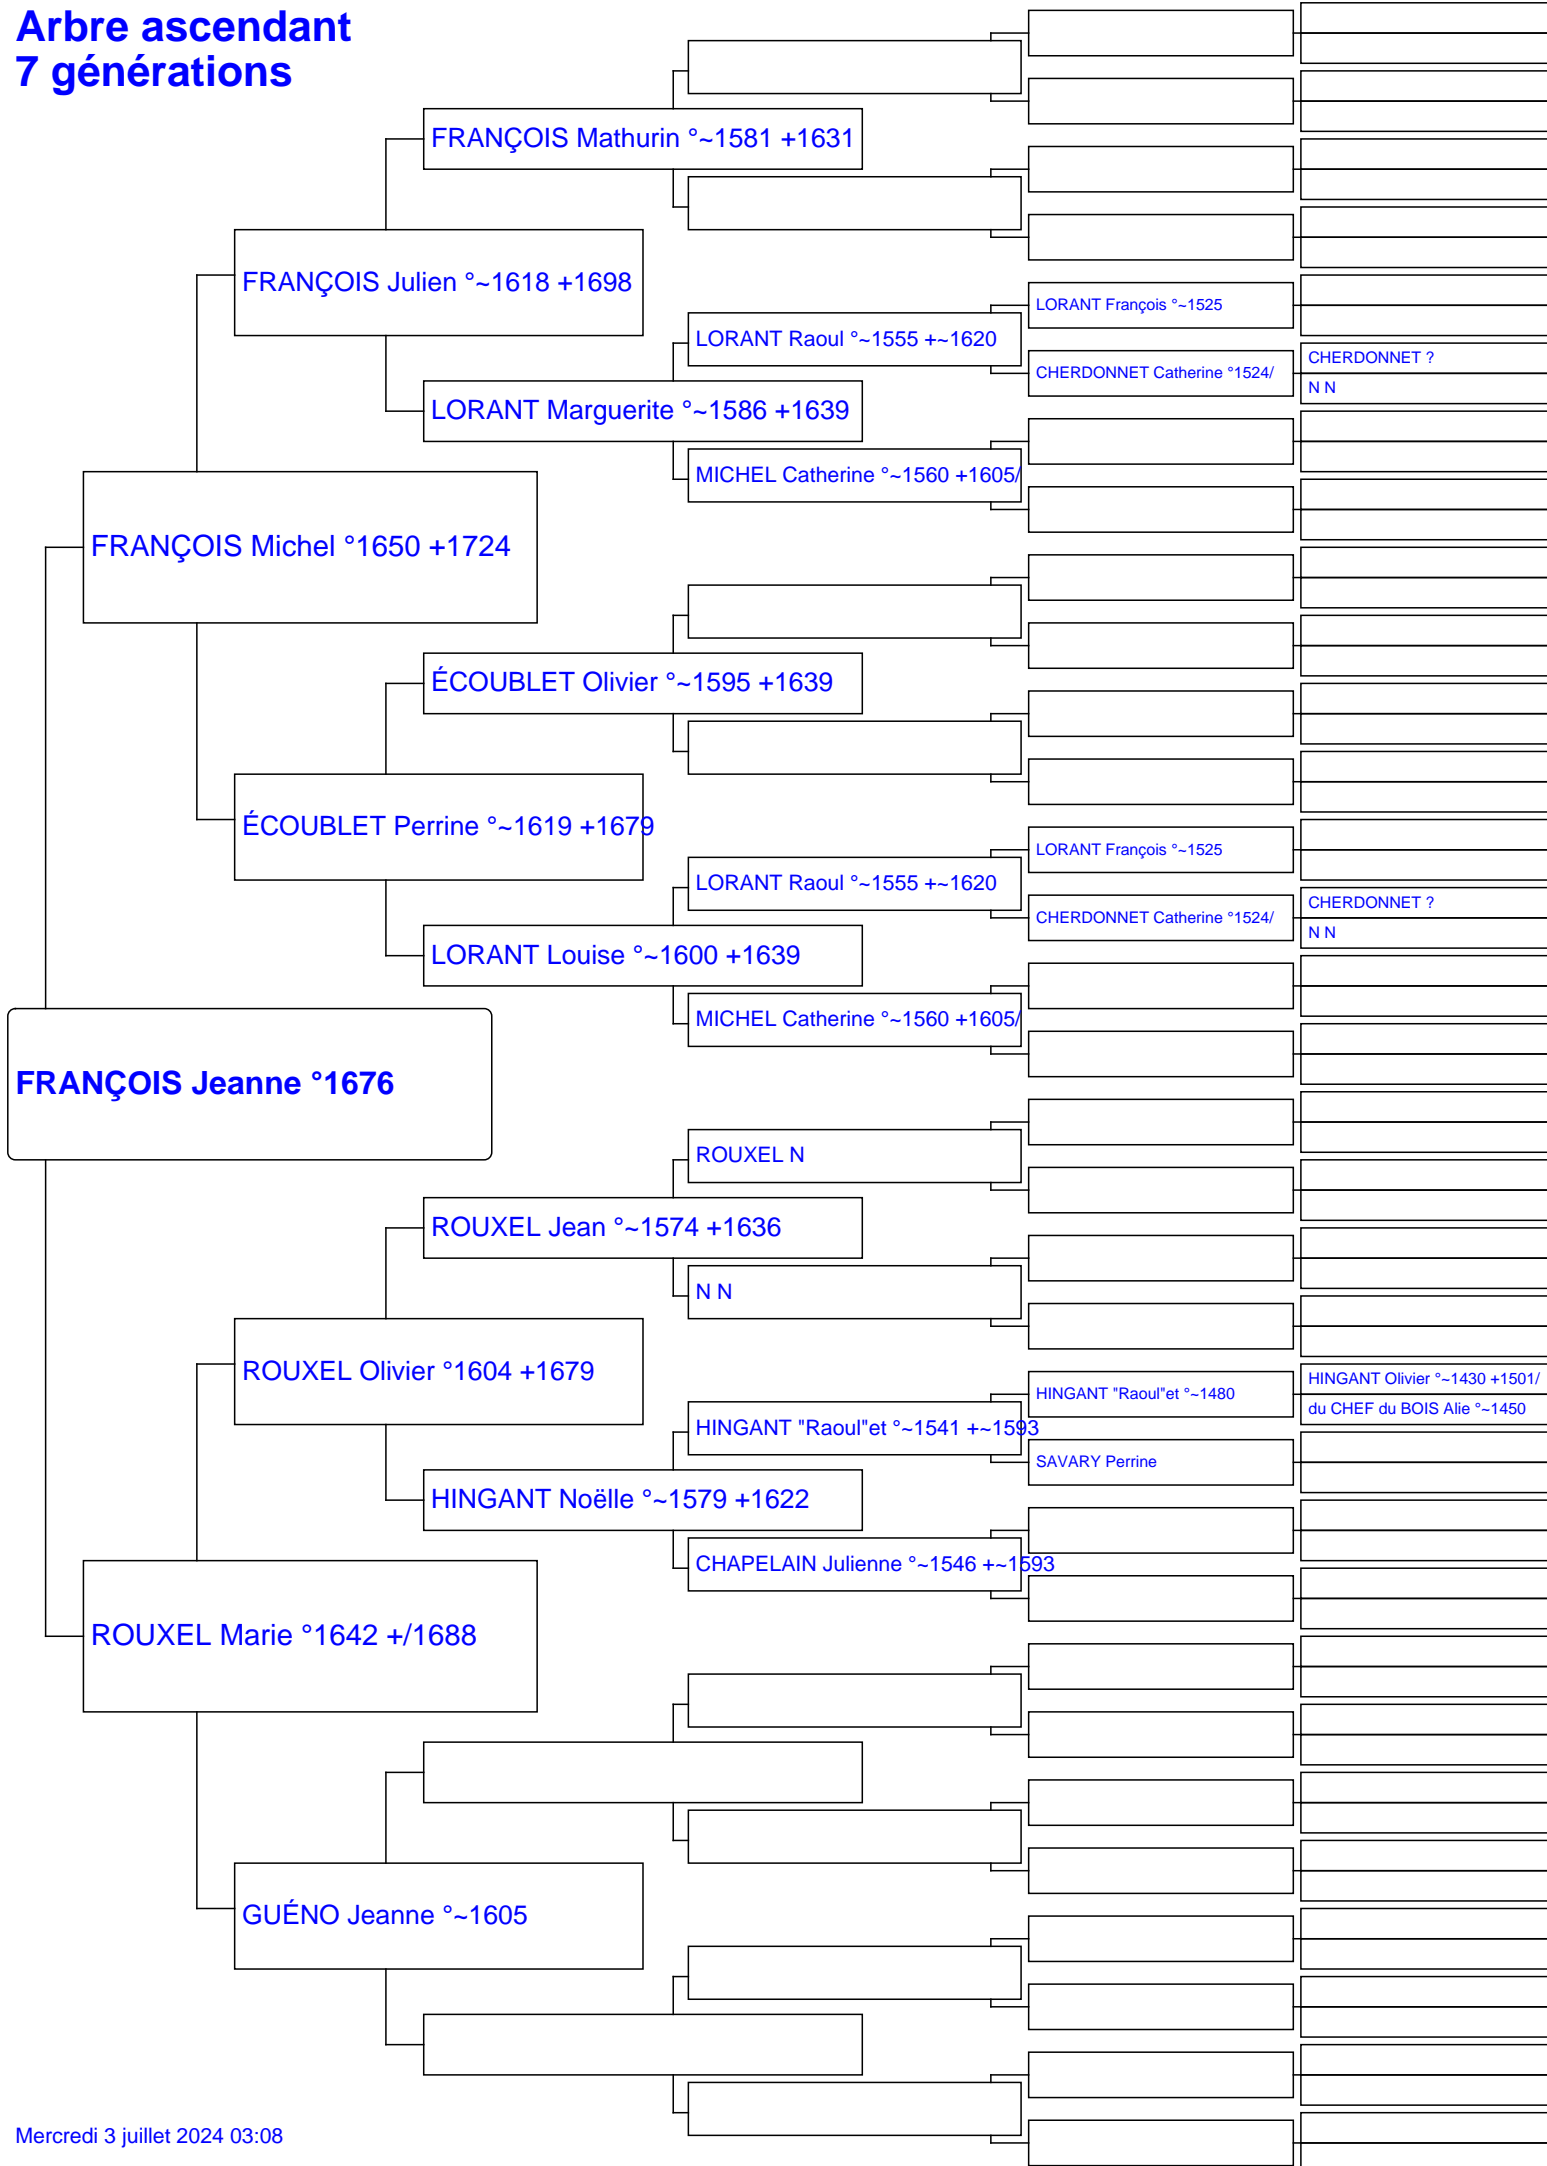 Arbre ascendant
7 générations
FRANÇOIS Mathurin °~1581 +1631
FRANÇOIS Julien °~1618 +1698
LORANT François °~1525
LORANT Raoul °~1555 +~1620
CHERDONNET ?
CHERDONNET Catherine °1524/
N N
LORANT Marguerite °~1586 +1639
MICHEL Catherine °~1560 +1605/
FRANÇOIS Michel °1650 +1724
ÉCOUBLET Olivier °~1595 +1639
ÉCOUBLET Perrine °~1619 +1679
LORANT François °~1525
LORANT Raoul °~1555 +~1620
CHERDONNET ?
CHERDONNET Catherine °1524/
N N
LORANT Louise °~1600 +1639
MICHEL Catherine °~1560 +1605/
FRANÇOIS Jeanne °1676
ROUXEL N
ROUXEL Jean °~1574 +1636
N N
ROUXEL Olivier °1604 +1679
HINGANT Olivier °~1430 +1501/
HINGANT "Raoul"et °~1480
du CHEF du BOIS Alie °~1450
HINGANT "Raoul"et °~1541 +~1593
SAVARY Perrine
HINGANT Noëlle °~1579 +1622
CHAPELAIN Julienne °~1546 +~1593
ROUXEL Marie °1642 +/1688
GUÉNO Jeanne °~1605
Mercredi 3 juillet 2024 03:08